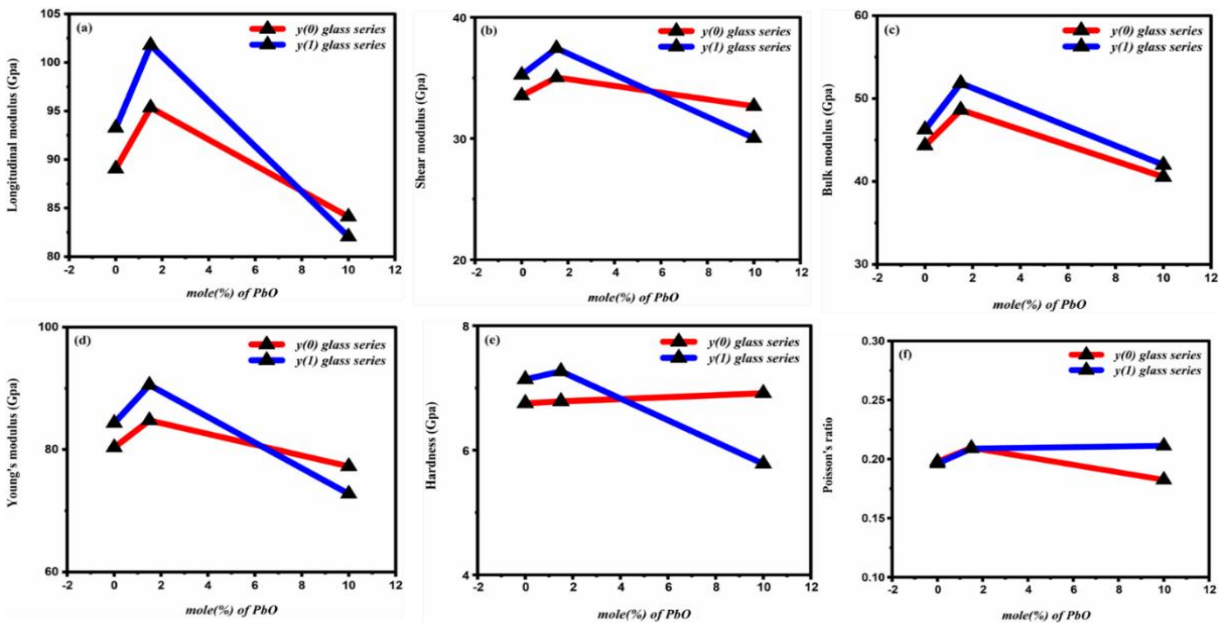 (a)
y(0) glass series
y(1) glass series
Longitudinal modulus (Gpa)
105
100
95
90
85
80
-2 0 2 4 6 8 10 12
mole(%) of PbO
(b)
y(0) glass series
y(1) glass series
Shear modulus (Gpa)
40
30
20
-2 0 2 4 6 8 10 12
mole(%) of PbO
(c)
y(0) glass series
y(1) glass series
Bulk modulus (Gpa)
60
50
40
30
-2 0 2 4 6 8 10 12
mole(%) of PbO
(d)
y(0) glass series
y(1) glass series
Young's modulus (Gpa)
100
80
60
-2 0 2 4 6 8 10 12
mole(%) of PbO
(e)
y(0) glass series
y(1) glass series
Hardness (Gpa)
8
6
4
-2 0 2 4 6 8 10 12
mole(%) of PbO
(f)
y(0) glass series
y(1) glass series
Poisson's ratio
0.30
0.25
0.20
0.15
0.10
-2 0 2 4 6 8 10 12
mole(%) of PbO